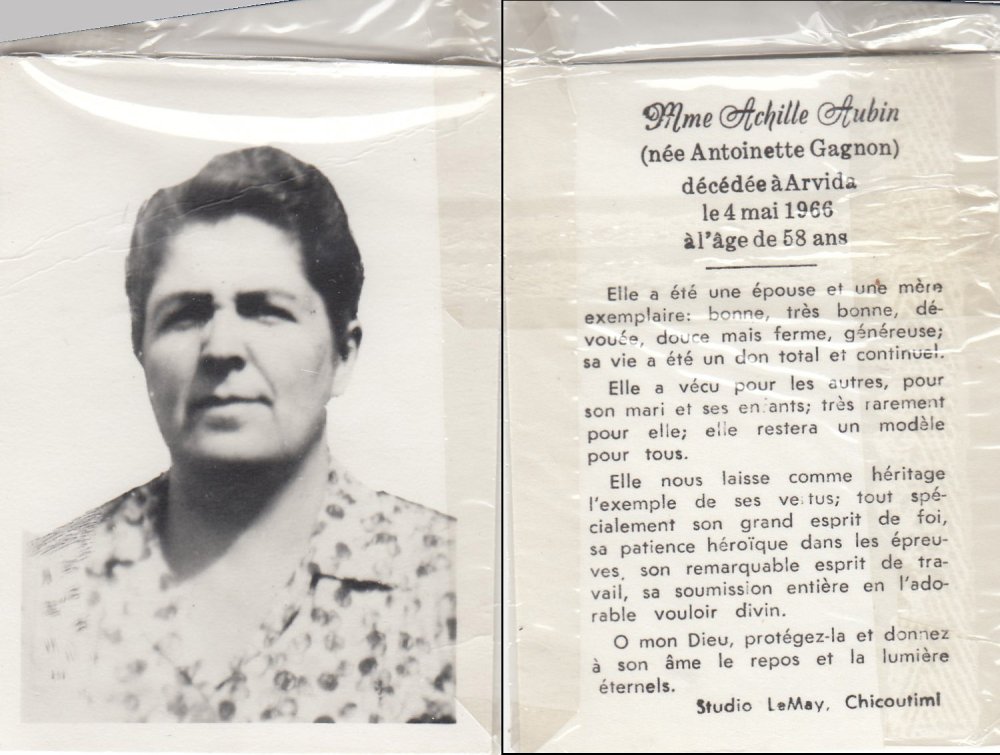 Mme Achille Aubin
(née Antoinette Gagnon)
décédée à Arvida
le 4 mai 1966
à l'âge de 58 ans
Elle a été une épouse et une mère
exemplaire: bonne, très bonne, dé-
vouée, douce mais ferme, généreuse;
sa vie a été un don total et continuel.
Elle a vécu pour les autres, pour
son mari et ses enfants; très rarement
pour elle; elle restera un modèle
pour tous.
Elle nous laisse comme héritage
l'exemple de ses vertus; tout spé-
cialement son grand esprit de foi,
sa patience héroïque dans les épreu-
ves, son remarquable esprit de tra-
vail, sa soumission entière en l'ado-
rable vouloir divin.
O mon Dieu, protégez-la et donnez
à son âme le repos et la lumière
éternels.
Studio LeMay, Chicoutimi